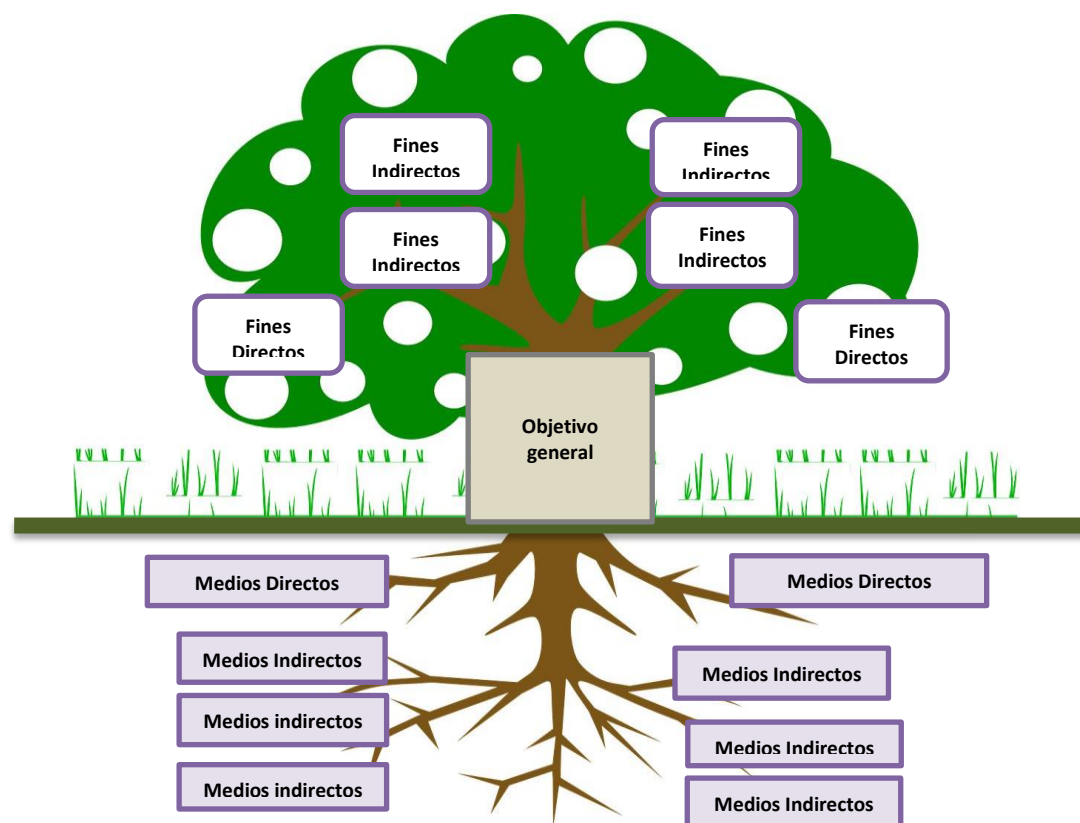 Fines
Indirectos
Fines
Indirectos
Fines
Indirectos
Fines
Indirectos
Fines
Directos
Fines
Directos
Objetivo
general
Medios Directos
Medios Directos
Medios Indirectos
Medios Indirectos
Medios indirectos
Medios Indirectos
Medios indirectos
Medios Indirectos